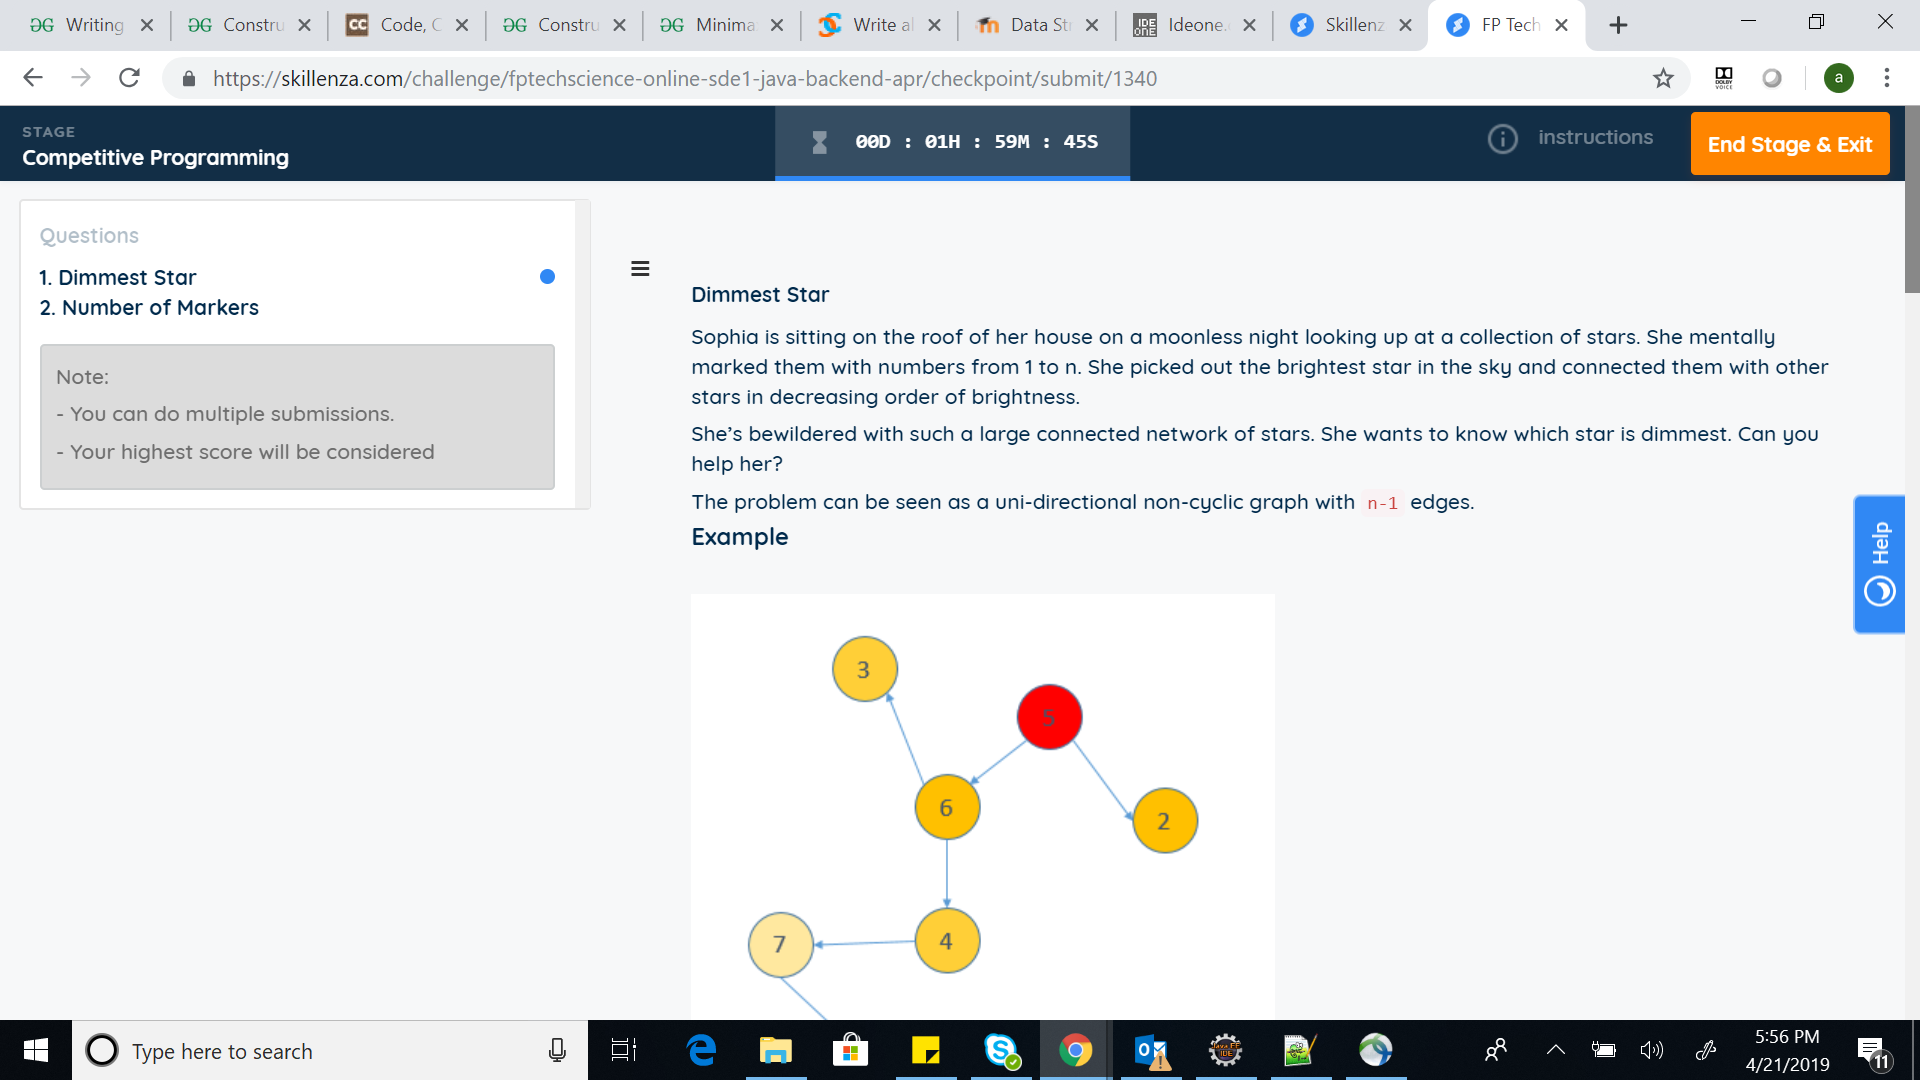 Writing
Constru
Code, C
Constru
Minima
Write al
Data Str
Ideone.
Skillenz
FP Tech
https://skillenza.com/challenge/fptechscience-online-sde1-java-backend-apr/checkpoint/submit/1340
a
STAGE
Competitive Programming
00D : 01H : 59M : 45S
instructions
End Stage & Exit
Questions
1. Dimmest Star
2. Number of Markers
Note:
- You can do multiple submissions.
- Your highest score will be considered
Dimmest Star
Sophia is sitting on the roof of her house on a moonless night looking up at a collection of stars. She mentally
marked them with numbers from 1 to n. She picked out the brightest star in the sky and connected them with other
stars in decreasing order of brightness.
She's bewildered with such a large connected network of stars. She wants to know which star is dimmest. Can you
help her?
The problem can be seen as a uni-directional non-cyclic graph with n-1 edges.
Example
3
5
6
2
7
4
Help
Type here to search
5:56 PM
4/21/2019
11